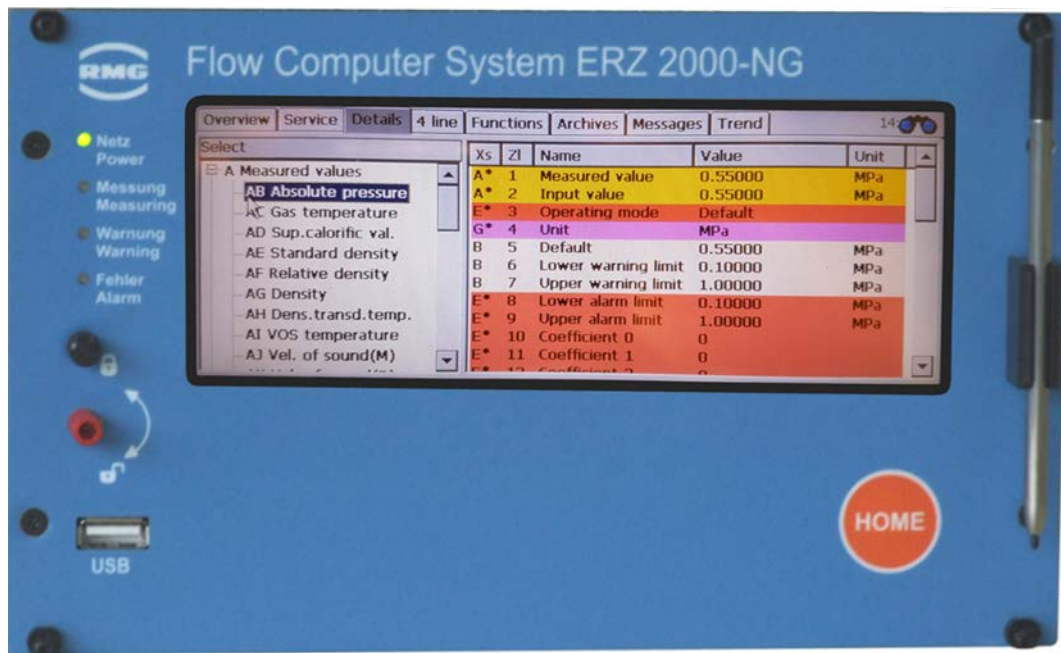 RMG
Flow Computer System ERZ 2000-NG
Netz
Power
Messung
Measuring
Warnung
Warning
Fehler
Alarm
USB
HOME
Overview Service Details 4 line Functions Archives Messages Trend
Select
A Measured values
AB Absolute pressure
AC Gas temperature
AD Sup.calorific val.
AE Standard density
AF Relative density
AG Density
AH Dens.transd.temp.
AI VOS temperature
AJ Vel. of sound(M)
Xs Zl Name Value Unit
A* 1 Measured value 0.55000 MPa
A* 2 Input value 0.55000 MPa
E* 3 Operating mode Default
G* 4 Unit MPa
B 5 Default 0.55000 MPa
B 6 Lower warning limit 0.10000 MPa
B 7 Upper warning limit 1.00000 MPa
E* 8 Lower alarm limit 0.10000 MPa
E* 9 Upper alarm limit 1.00000 MPa
E* 10 Coefficient 0 0
E* 11 Coefficient 1 0